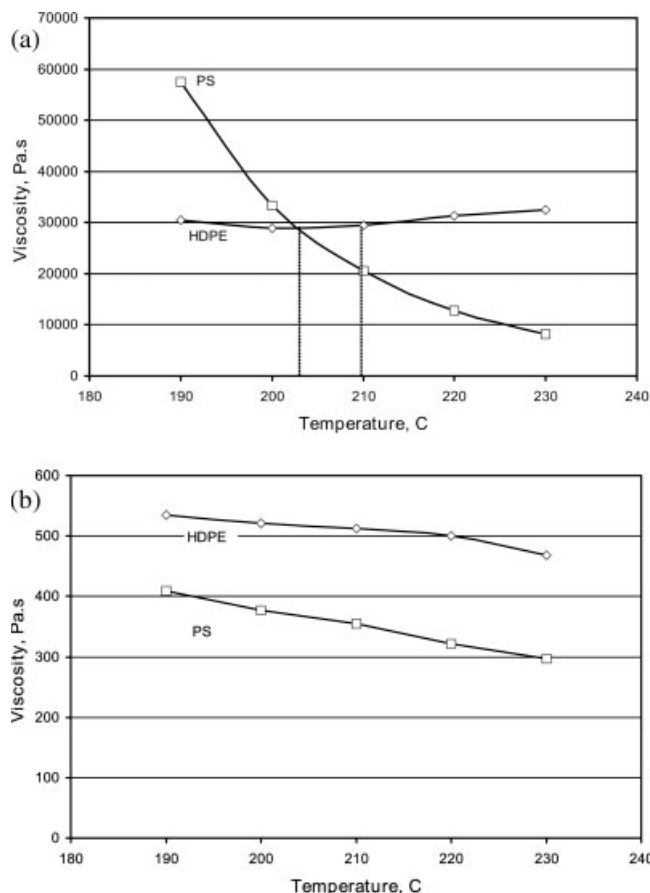 (a)
70000
60000
50000
40000
30000
20000
10000
0
Viscosity, Pa.s
PS
HDPE
180 190 200 210 220 230 240
Temperature, C
(b)
600
500
400
300
200
100
0
Viscosity, Pa.s
HDPE
PS
180 190 200 210 220 230 240
Temperature, C